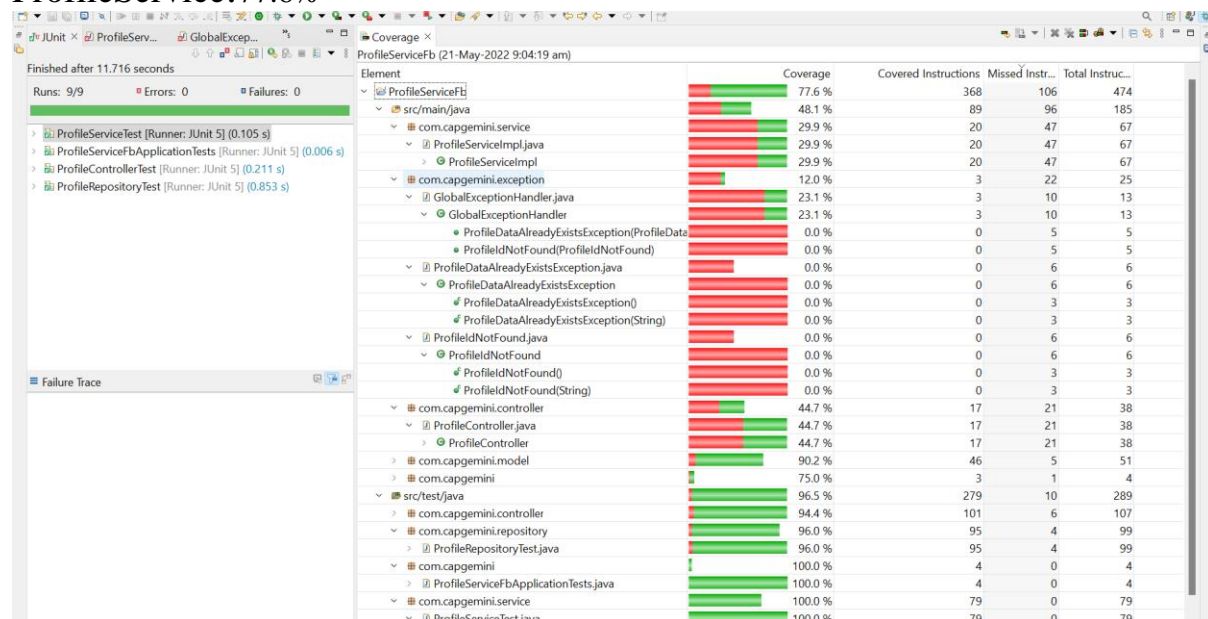 ProfileService:77.6%
JUnit × ProfileServ... GlobalExcep...
Finished after 11.716 seconds
Runs: 9/9 Errors: 0 Failures: 0
ProfileServiceTest [Runner: JUnit 5] (0.105 s)
ProfileServiceFbApplicationTests [Runner: JUnit 5] (0.006 s)
ProfileControllerTest [Runner: JUnit 5] (0.211 s)
ProfileRepositoryTest [Runner: JUnit 5] (0.853 s)
Failure Trace
Coverage ×
ProfileServiceFb (21-May-2022 9:04:19 am)
Element Coverage Covered Instructions Missed Instr... Total Instruc...
ProfileServiceFb 77.6 % 368 106 474
src/main/java 48.1 % 89 96 185
com.capgemini.service 29.9 % 20 47 67
ProfileServiceImpl.java 29.9 % 20 47 67
ProfileServiceImpl 29.9 % 20 47 67
com.capgemini.exception 12.0 % 3 22 25
GlobalExceptionHandler.java 23.1 % 3 10 13
GlobalExceptionHandler 23.1 % 3 10 13
ProfileDataAlreadyExistsException(ProfileData 0.0 % 0 5 5
ProfileIdNotFound(ProfileIdNotFound) 0.0 % 0 5 5
ProfileDataAlreadyExistsException.java 0.0 % 0 6 6
ProfileDataAlreadyExistsException 0.0 % 0 6 6
ProfileDataAlreadyExistsException() 0.0 % 0 3 3
ProfileDataAlreadyExistsException(String) 0.0 % 0 3 3
ProfileIdNotFound.java 0.0 % 0 6 6
ProfileIdNotFound 0.0 % 0 6 6
ProfileIdNotFound() 0.0 % 0 3 3
ProfileIdNotFound(String) 0.0 % 0 3 3
com.capgemini.controller 44.7 % 17 21 38
ProfileController.java 44.7 % 17 21 38
ProfileController 44.7 % 17 21 38
com.capgemini.model 90.2 % 46 5 51
com.capgemini 75.0 % 3 1 4
src/test/java 96.5 % 279 10 289
com.capgemini.controller 94.4 % 101 6 107
com.capgemini.repository 96.0 % 95 4 99
ProfileRepositoryTest.java 96.0 % 95 4 99
com.capgemini 100.0 % 4 0 4
ProfileServiceFbApplicationTests.java 100.0 % 4 0 4
com.capgemini.service 100.0 % 79 0 79
ProfileServiceTest.java 100.0 % 79 0 79